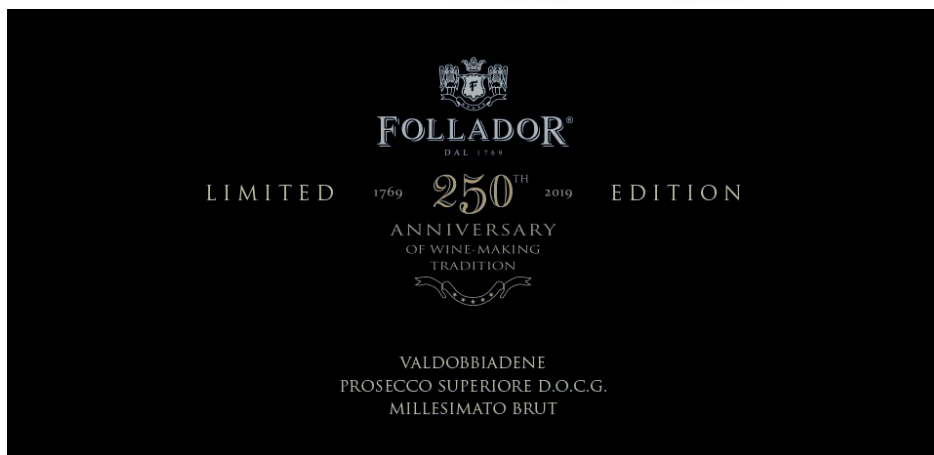 F
FOLLADOR®
DAL 1769
LIMITED 1769 250TH 2019 EDITION
ANNIVERSARY
OF WINE-MAKING
TRADITION
VALDOBBIADENE
PROSECCO SUPERIORE D.O.C.G.
MILLESIMATO BRUT